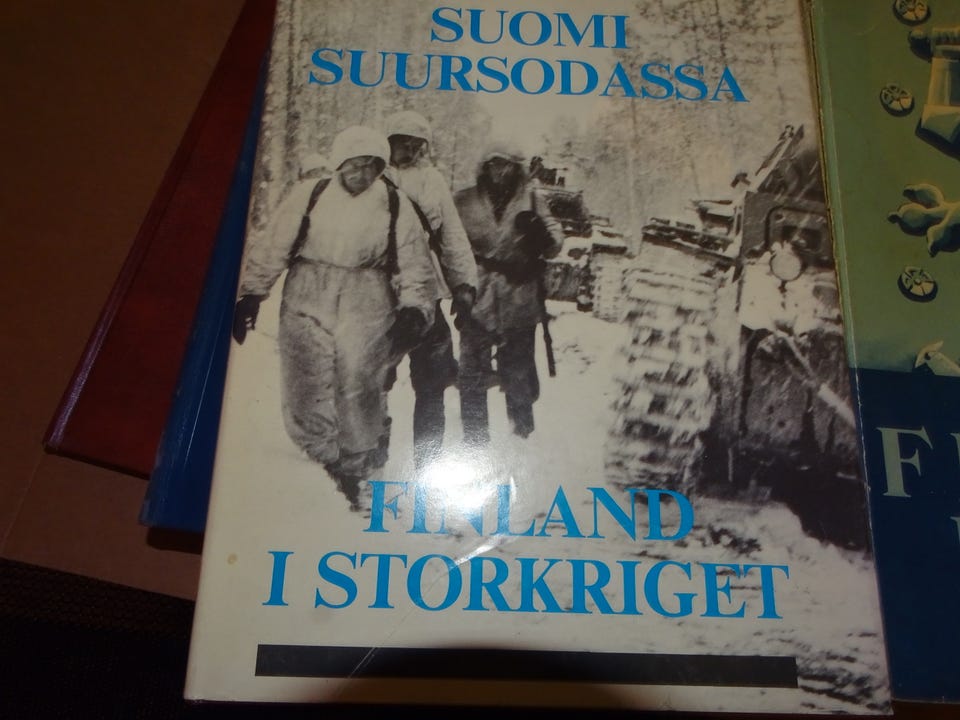 SUOMI
SUURSODASSA
FINLAND
I STORKRIGET
F